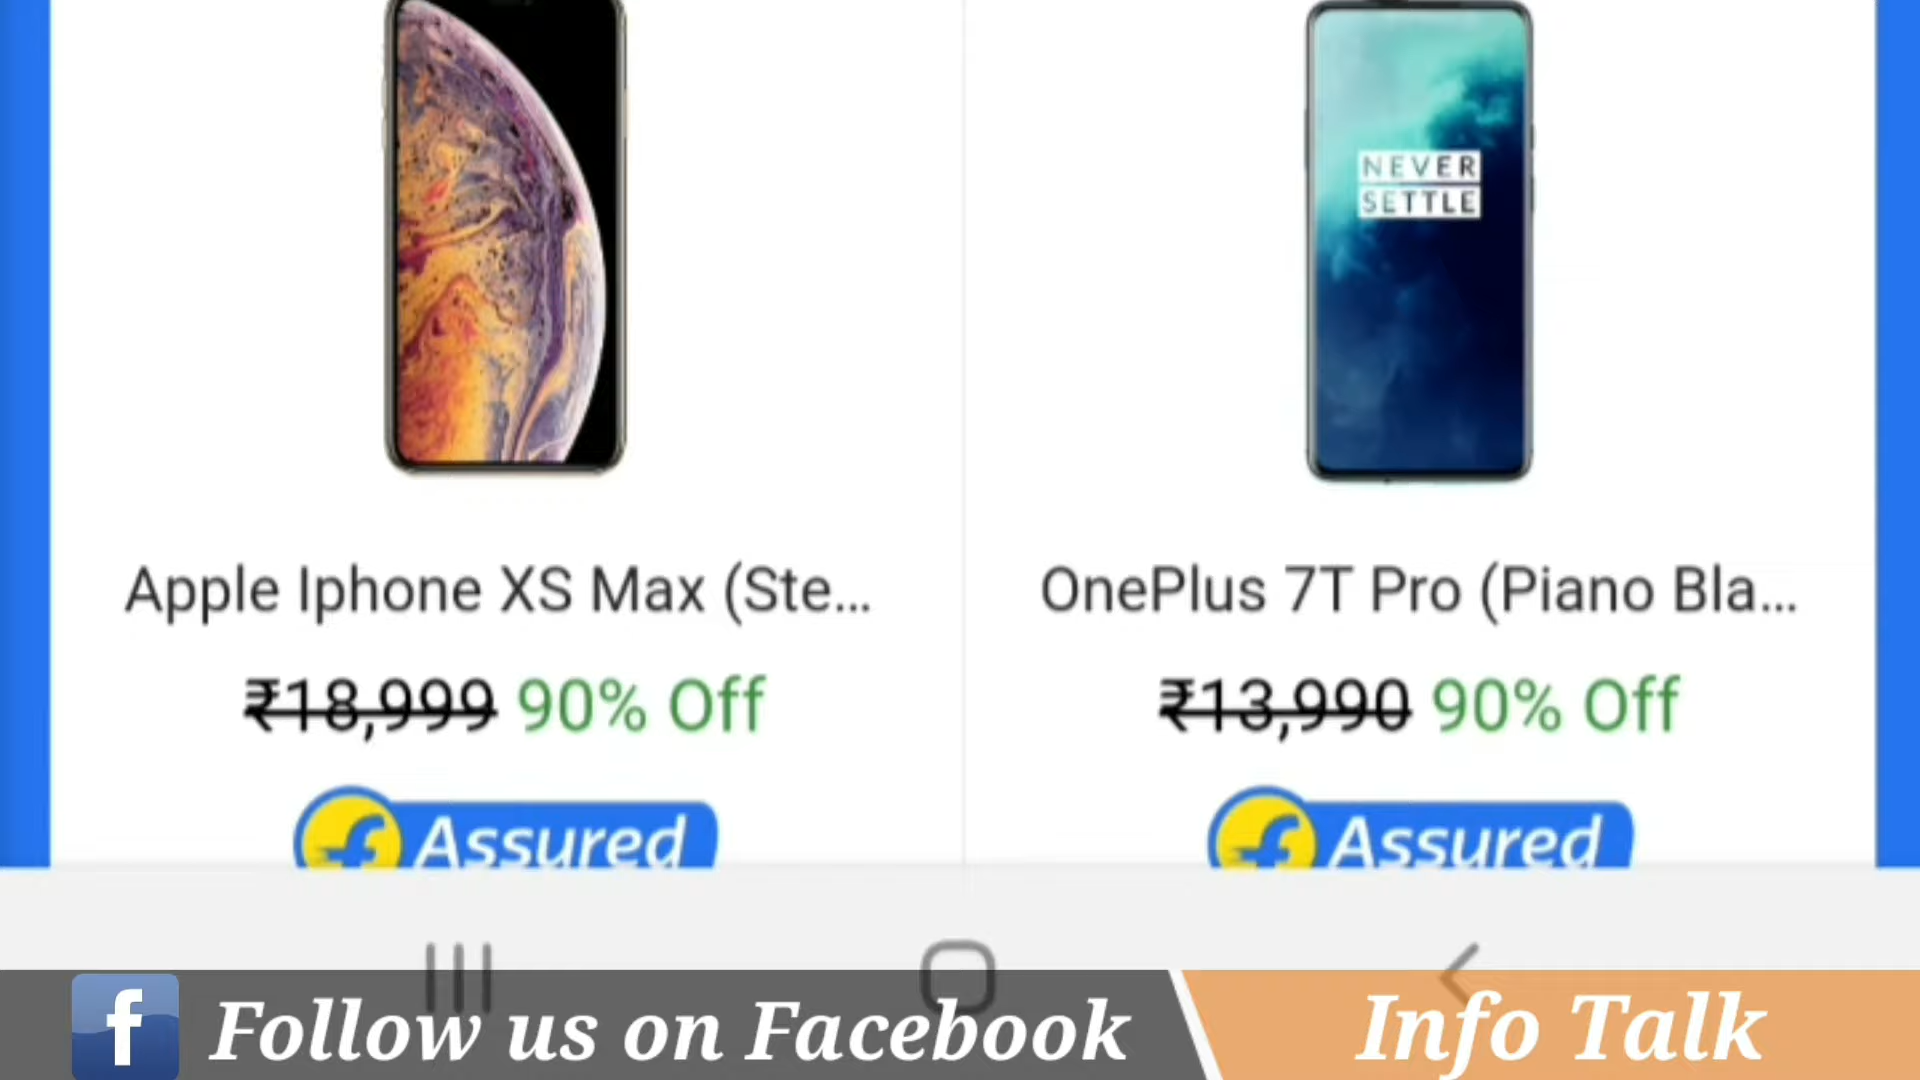 NEVER
SETTLE
Apple Iphone XS Max (Ste...
OnePlus 7T Pro (Piano Bla...
₹18,999 90% Off
₹13,990 90% Off
Assured
Assured
Follow us on Facebook
Info Talk